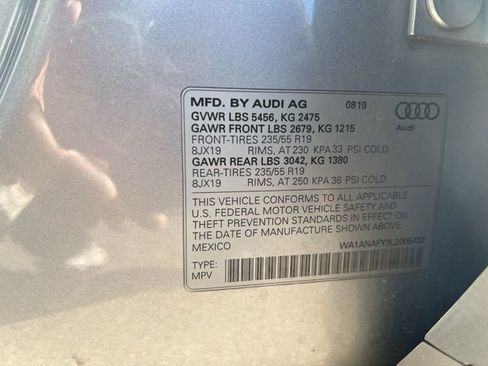 MFD. BY AUDI AG 0819
GVWR LBS 5456, KG 2475
GAWR FRONT LBS 2679, KG 1215
FRONT-TIRES 235/55 R19
8JX19 RIMS, AT 230 KPA 33 PSI COLD
GAWR REAR LBS 3042, KG 1380
REAR-TIRES 235/55 R19
8JX19 RIMS, AT 250 KPA 36 PSI COLD
Audi
THIS VEHICLE CONFORMS TO ALL APPLICABLE
U.S. FEDERAL MOTOR VEHICLE SAFETY AND
THEFT PREVENTION STANDARDS IN EFFECT ON
THE DATE OF MANUFACTURE SHOWN ABOVE.
MEXICO WA1ANAFY3L2005432
TYPE:
MPV